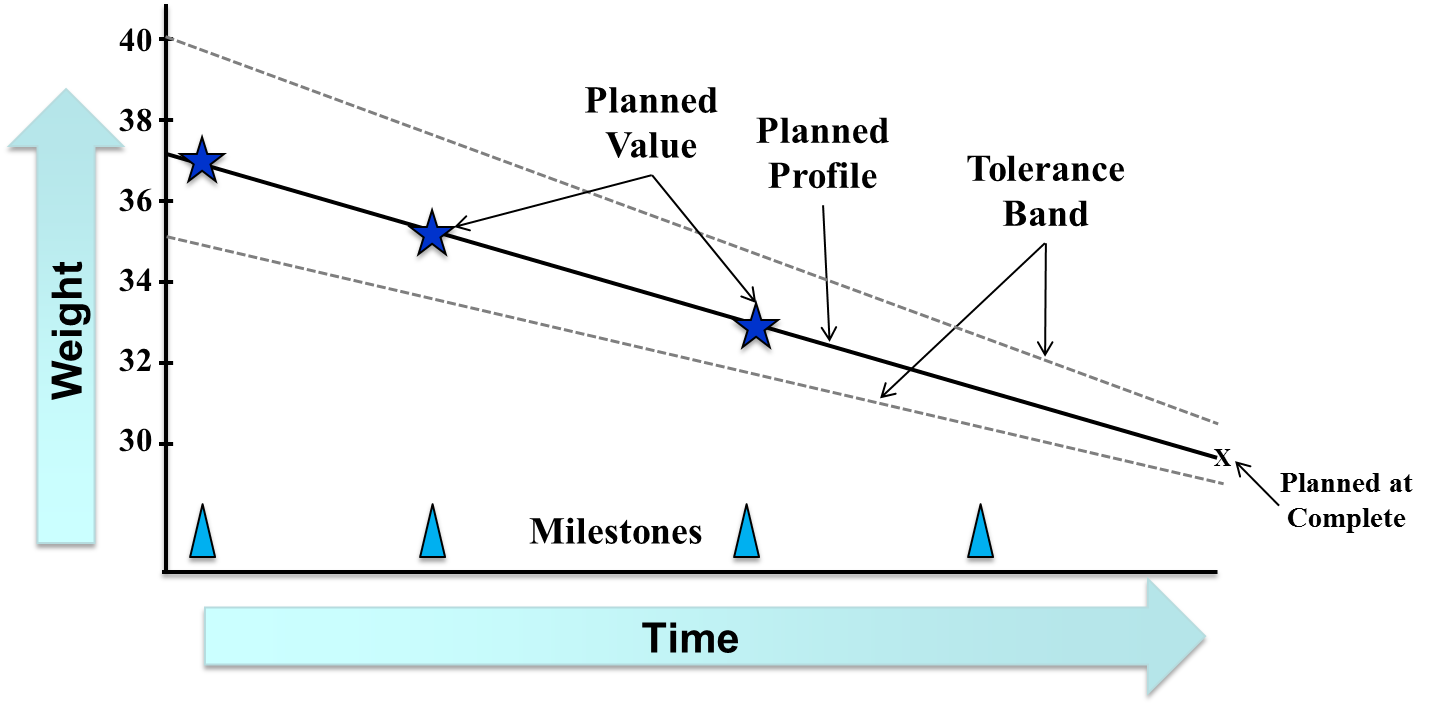 40
38
36
34
32
30
Weight
Planned
Value
Planned
Profile
Tolerance
Band
X
Planned at
Complete
Milestones
Time